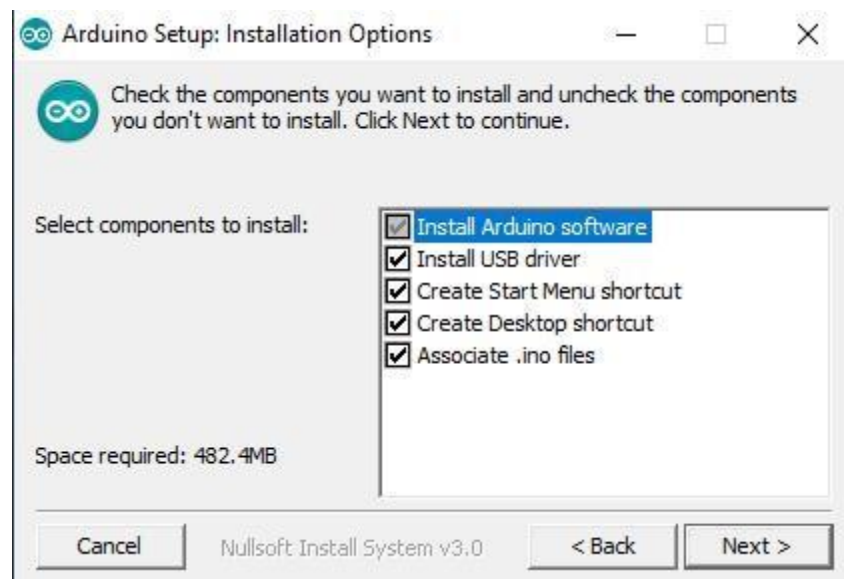 Arduino Setup: Installation Options
Check the components you want to install and uncheck the components
you don't want to install. Click Next to continue.
Select components to install:
Install Arduino software
Install USB driver
Create Start Menu shortcut
Create Desktop shortcut
Associate .ino files
Space required: 482.4MB
Cancel
Nullsoft Install System v3.0
< Back
Next >